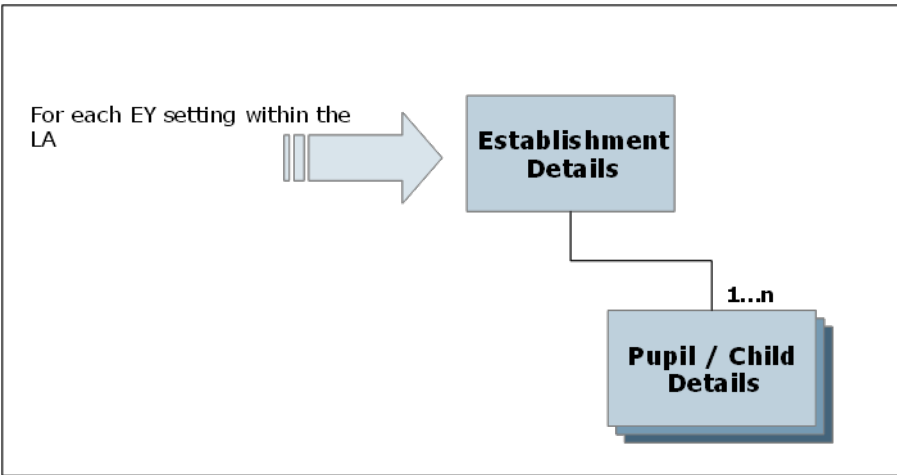 For each EY setting within the
LA
Establishment
Details
1...n
Pupil / Child
Details